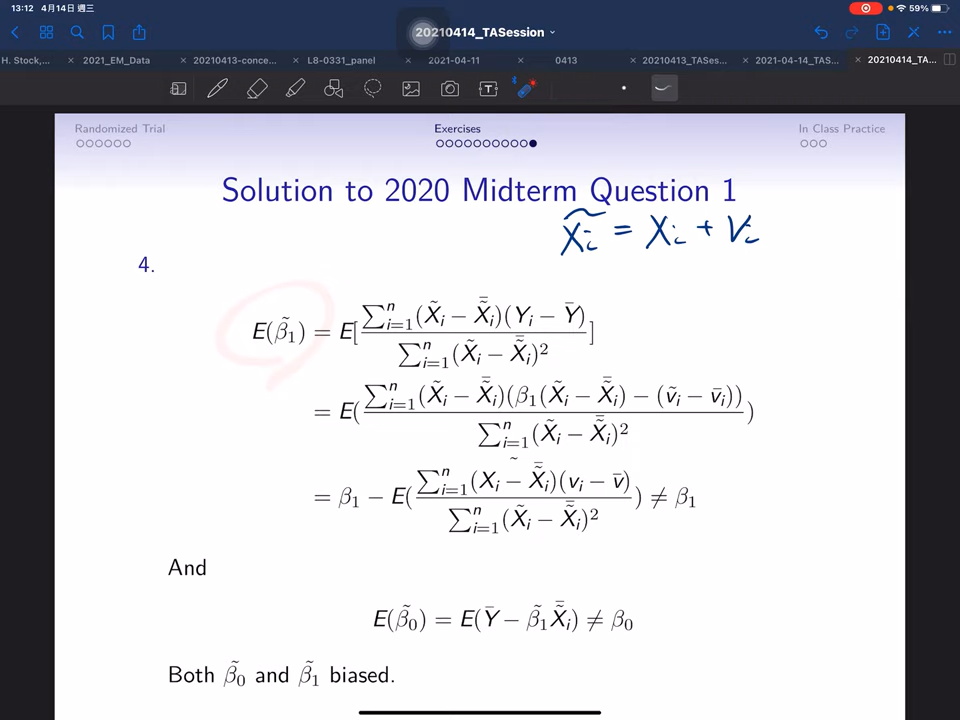 13:12 4月14日 週三 59%
20210414_TASession
H. Stock,... × 2021_EM_Data × 20210413-conce... × L8-0331_panel × 2021-04-11 × 0413 × 20210413_TASes... × 2021-04-14_TAS... × 20210414_TA...
Randomized Trial Exercises In Class Practice
Solution to 2020 Midterm Question 1
X̃ᵢ = Xᵢ + Vᵢ
4.
E(β̃₁) = E[∑ⁿᵢ₌₁(X̃ᵢ − X̃̄ᵢ)(Yᵢ − Ȳ) / ∑ⁿᵢ₌₁(X̃ᵢ − X̃̄ᵢ)²]
= E(∑ⁿᵢ₌₁(X̃ᵢ − X̃̄ᵢ)(β₁(X̃ᵢ − X̃̄ᵢ) − (ṽᵢ − v̄ᵢ)) / ∑ⁿᵢ₌₁(X̃ᵢ − X̃̄ᵢ)²)
= β₁ − E(∑ⁿᵢ₌₁(Xᵢ −̃ X̃̄ᵢ)(vᵢ − v̄) / ∑ⁿᵢ₌₁(X̃ᵢ − X̃̄ᵢ)²) ≠ β₁
And
E(β̃₀) = E(Ȳ − β̃₁X̃̄ᵢ) ≠ β₀
Both β̃₀ and β̃₁ biased.